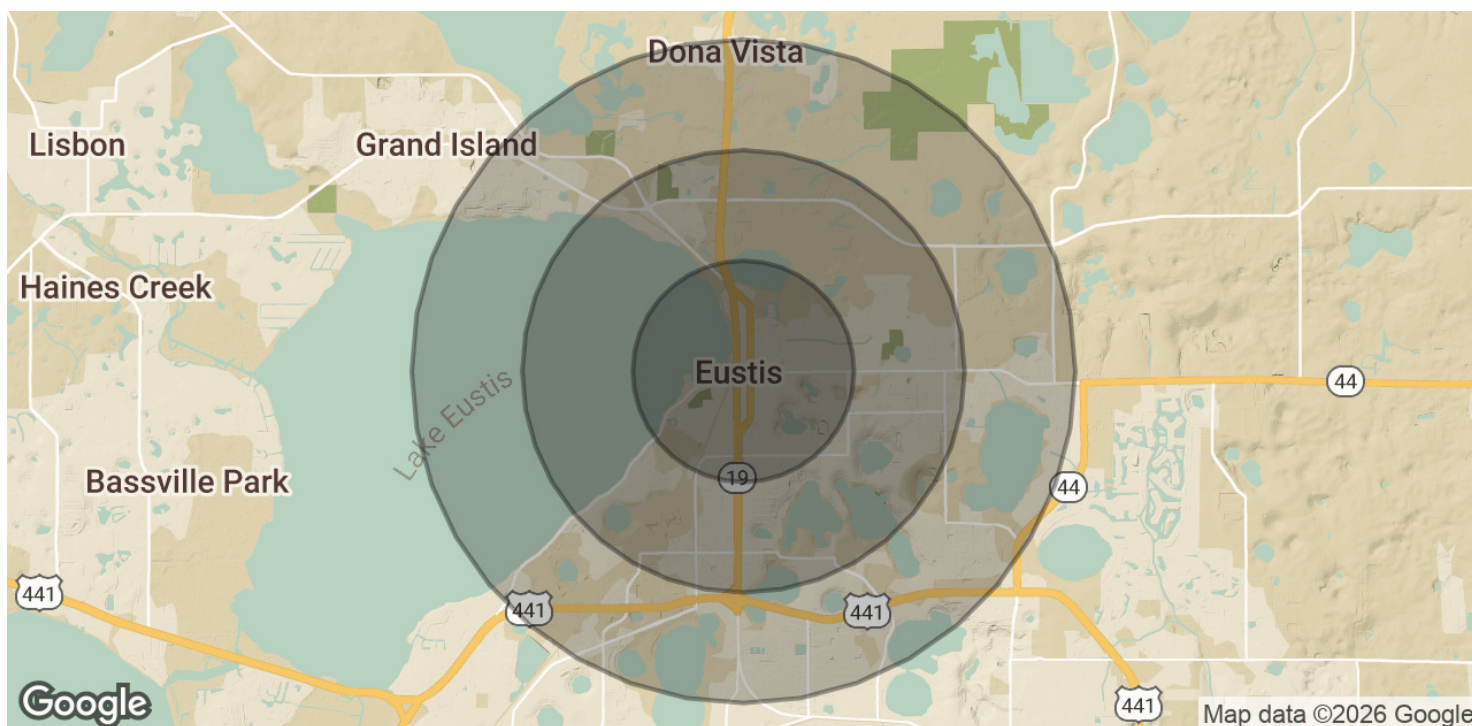 Dona Vista
Lisbon
Grand Island
Haines Creek
Eustis
44
Lake Eustis
Bassville Park
19
44
441
441
441
441
Google
Map data ©2026 Google